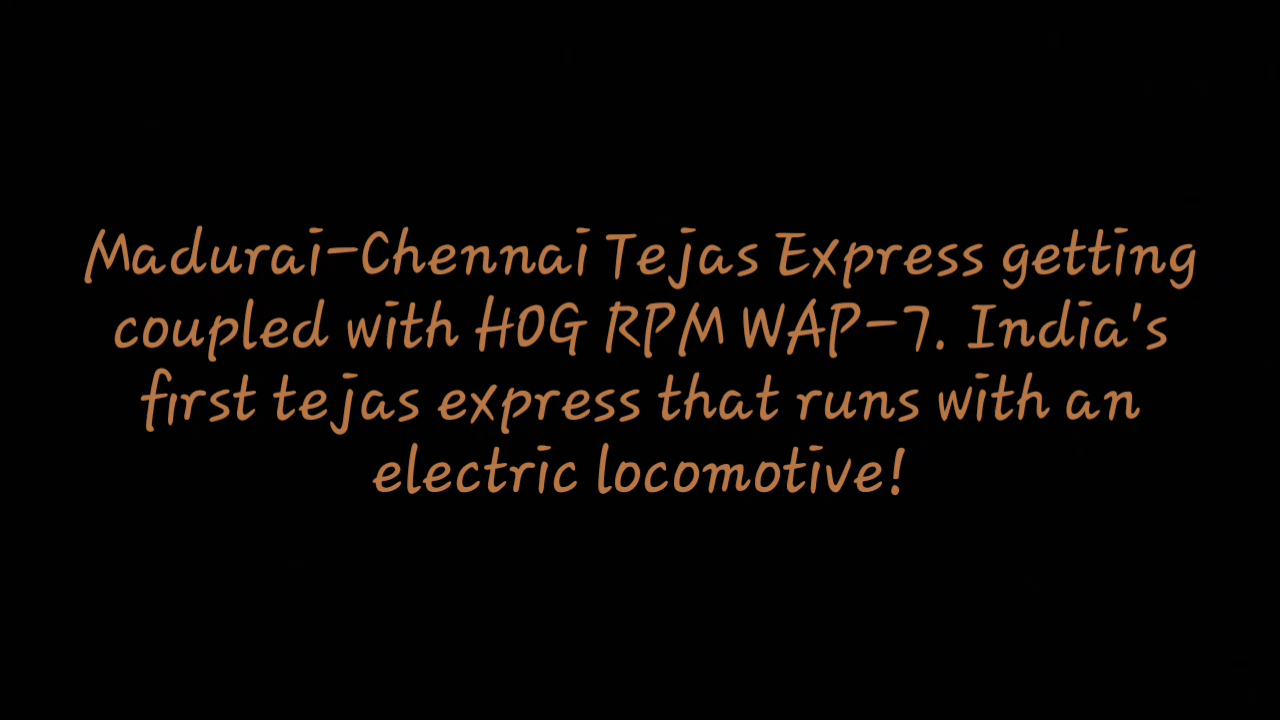 Madurai-Chennai Tejas Express getting
coupled with HOG RPM WAP-7. India's
first tejas express that runs with an
electric locomotive!